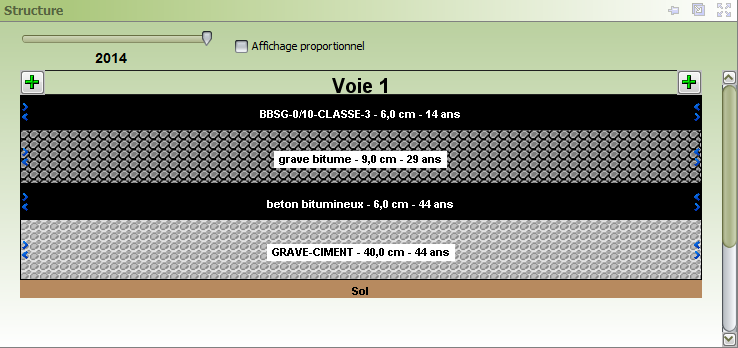 Structure
2014
Affichage proportionnel
Voie 1
BBSG-0/10-CLASSE-3 - 6,0 cm - 14 ans
grave bitume - 9,0 cm - 29 ans
beton bitumineux - 6,0 cm - 44 ans
GRAVE-CIMENT - 40,0 cm - 44 ans
Sol